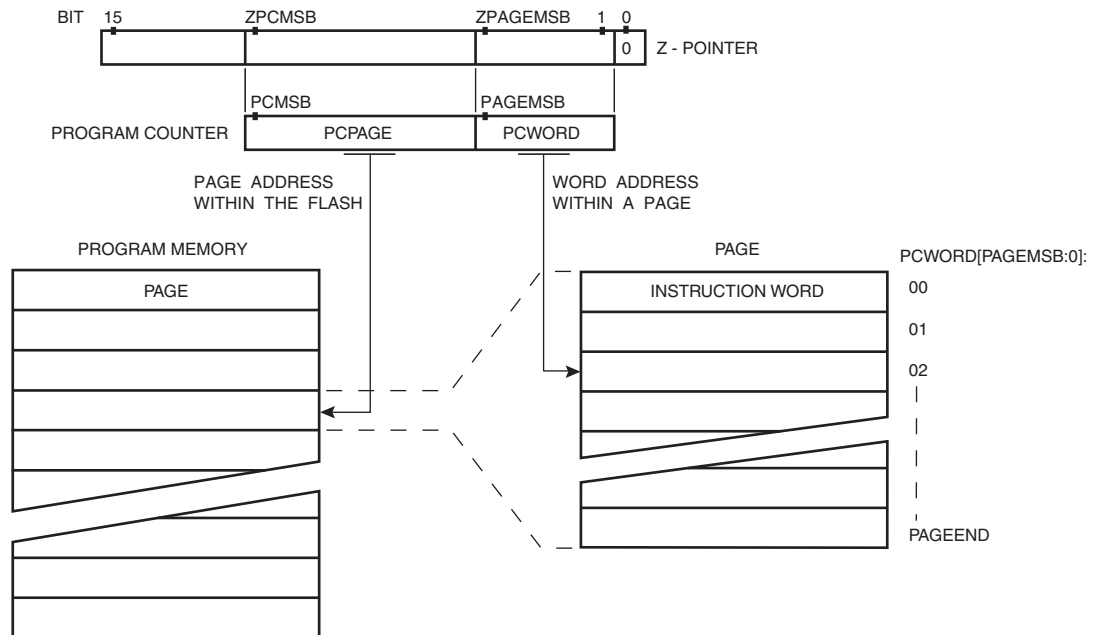 BIT 15 ZPCMSB ZPAGEMSB 1 0
0 Z - POINTER
PCMSB PAGEMSB
PROGRAM COUNTER PCPAGE PCWORD
PAGE ADDRESS
WITHIN THE FLASH
WORD ADDRESS
WITHIN A PAGE
PROGRAM MEMORY
PAGE
PAGE
INSTRUCTION WORD
PCWORD[PAGEMSB:0]:
00
01
02
PAGEEND